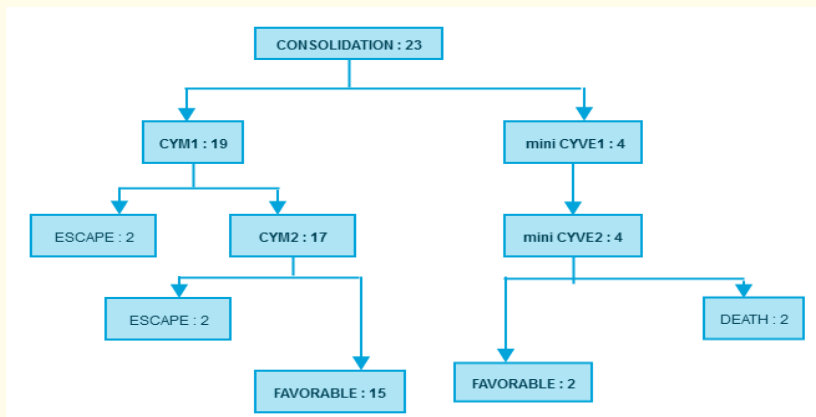 CONSOLIDATION : 23
CYM1 : 19
mini CYVE1 : 4
ESCAPE : 2
CYM2 : 17
mini CYVE2 : 4
ESCAPE : 2
DEATH : 2
FAVORABLE : 15
FAVORABLE : 2